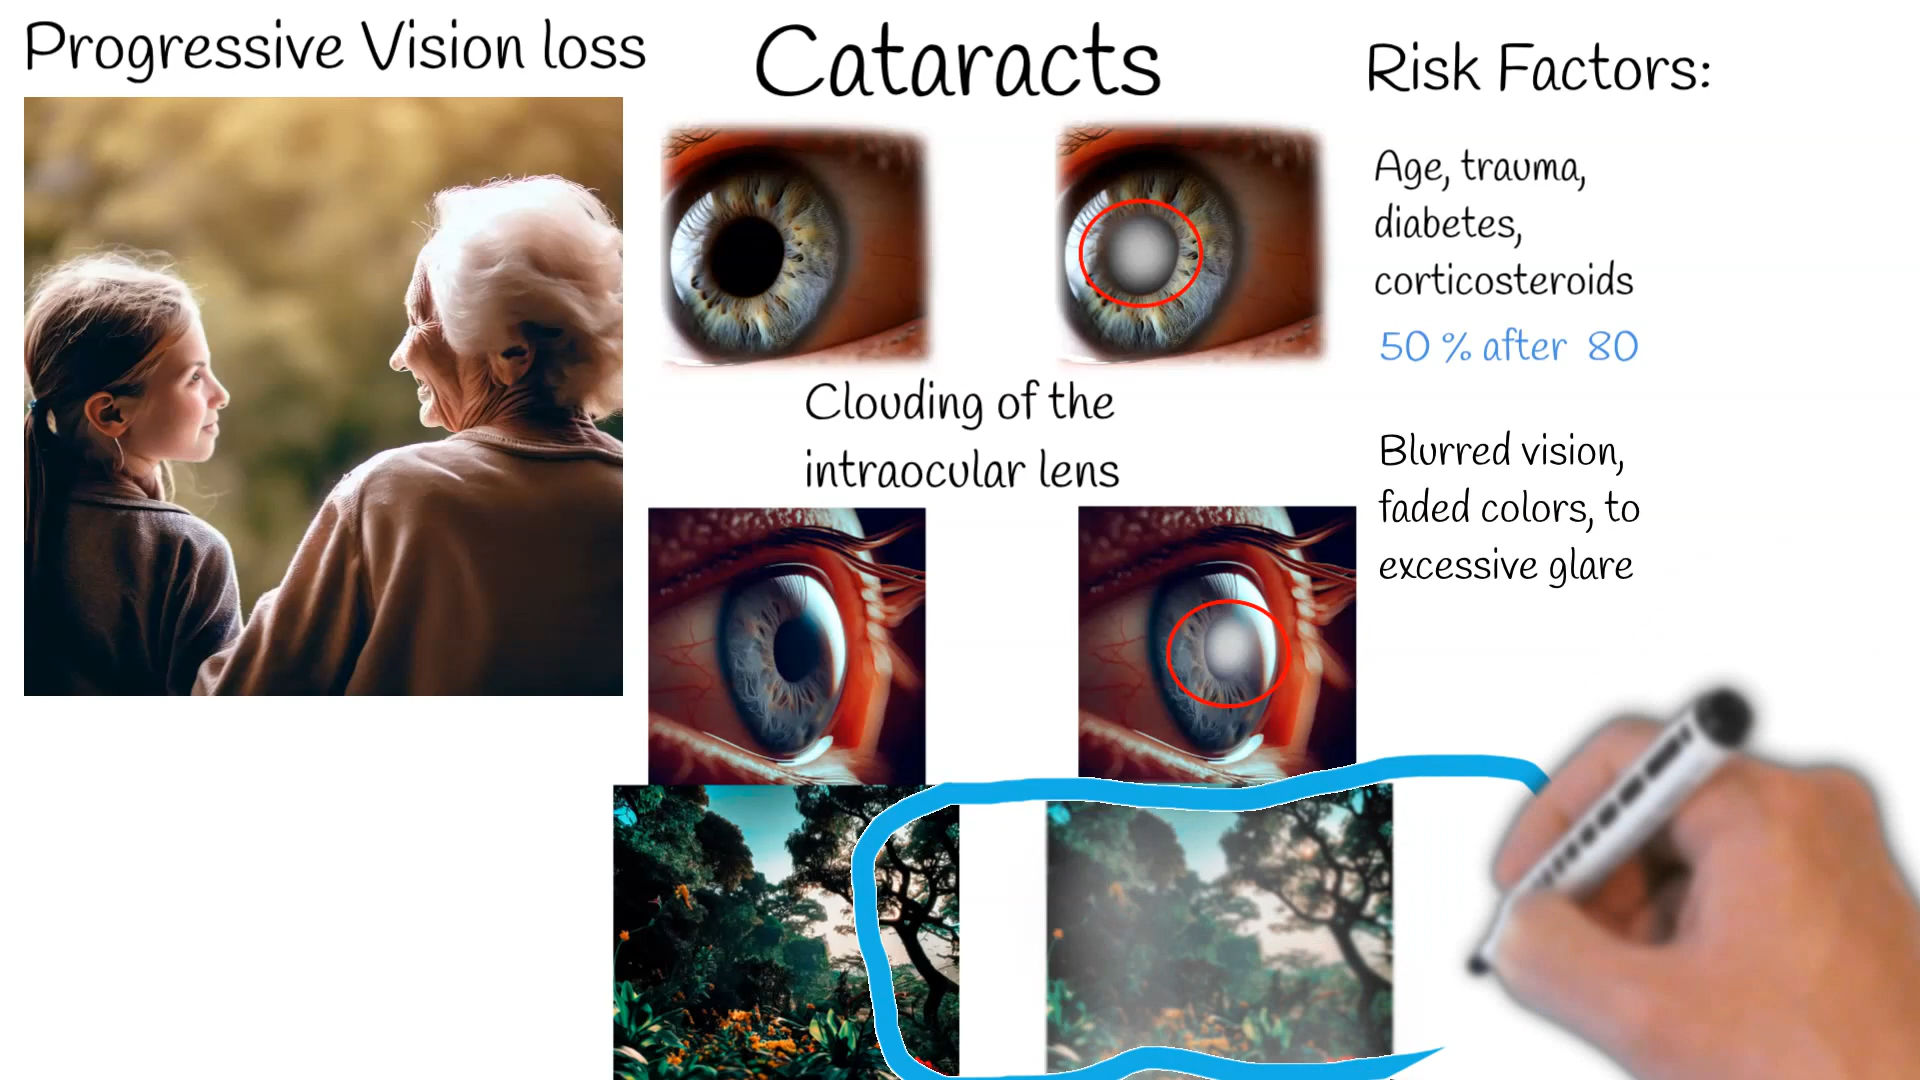 Progressive Vision loss
Cataracts
Clouding of the
intraocular lens
Risk Factors:
Age, trauma,
diabetes,
corticosteroids
50 % after 80
Blurred vision,
faded colors, to
excessive glare